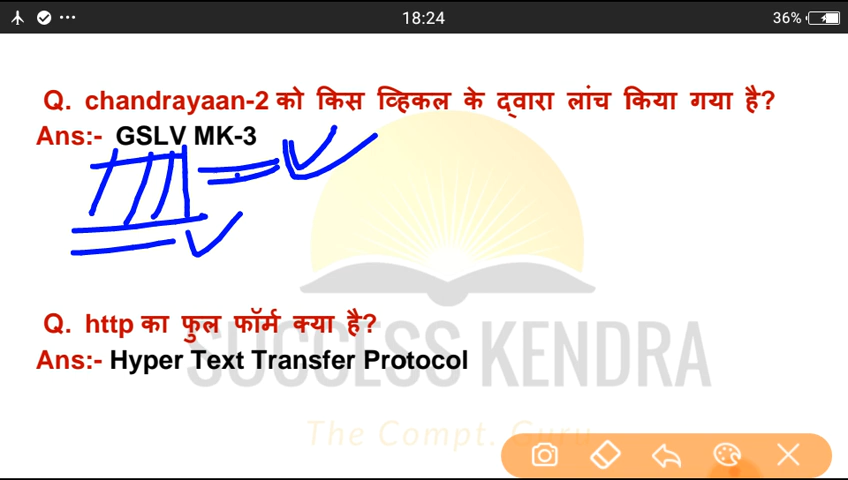 18:24
36%
Q. chandrayaan-2 को किस व्हिकल के द्वारा लांच किया गया है?
Ans:- GSLV MK-3
Q. http का फुल फॉर्म क्या है?
Ans:- Hyper Text Transfer Protocol
SUCCESS KENDRA
The Compt. Guru...